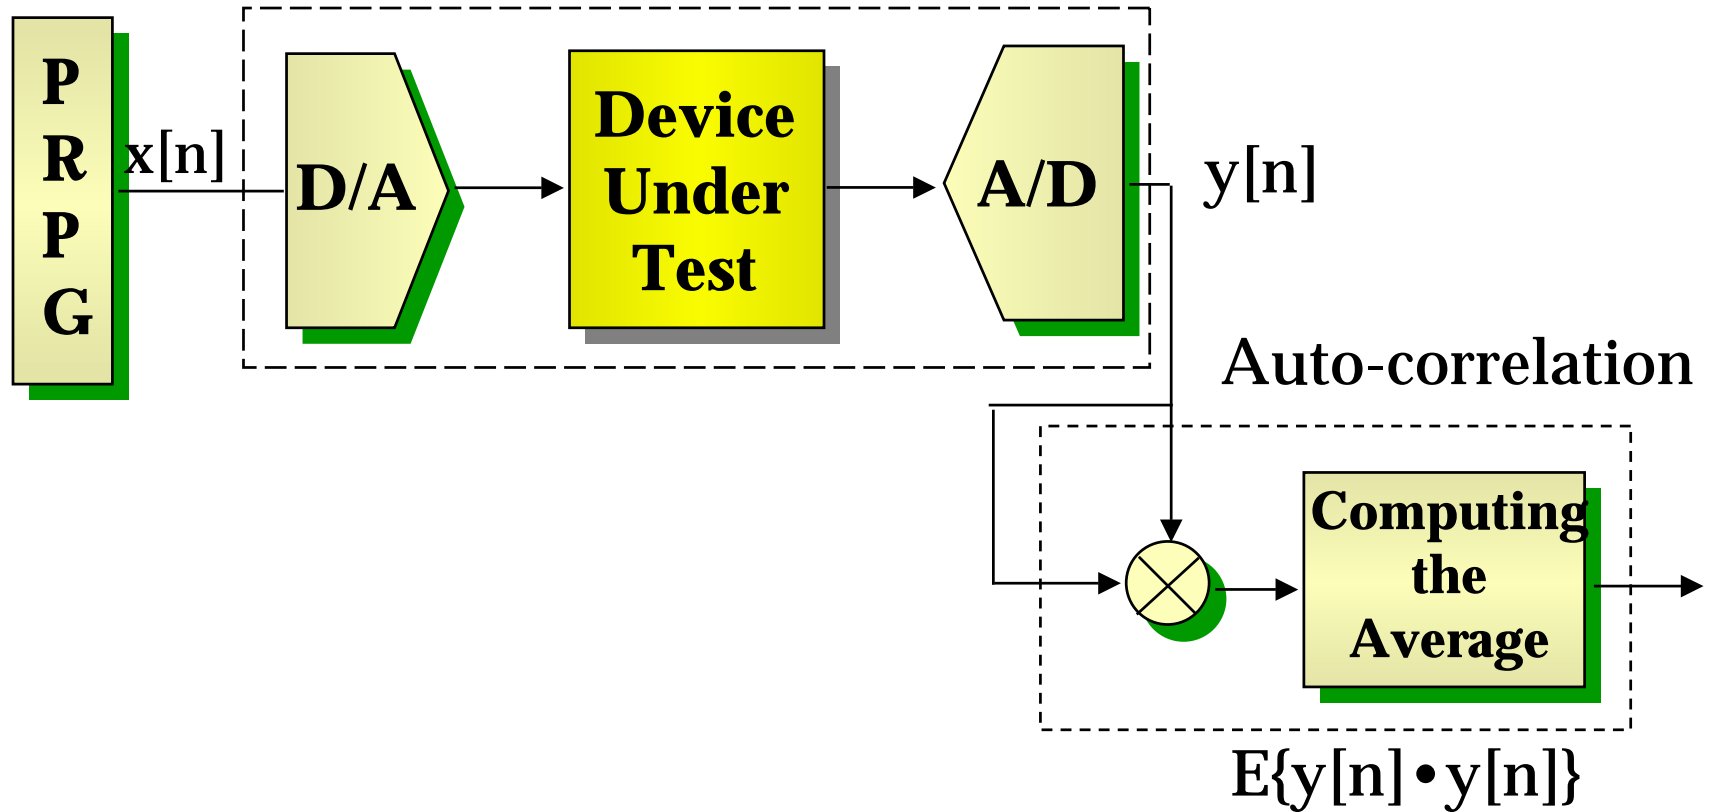 P
R
P
G
x[n]
D/A
Device
Under
Test
A/D
y[n]
Auto-correlation
Computing
the
Average
E{y[n]•y[n]}